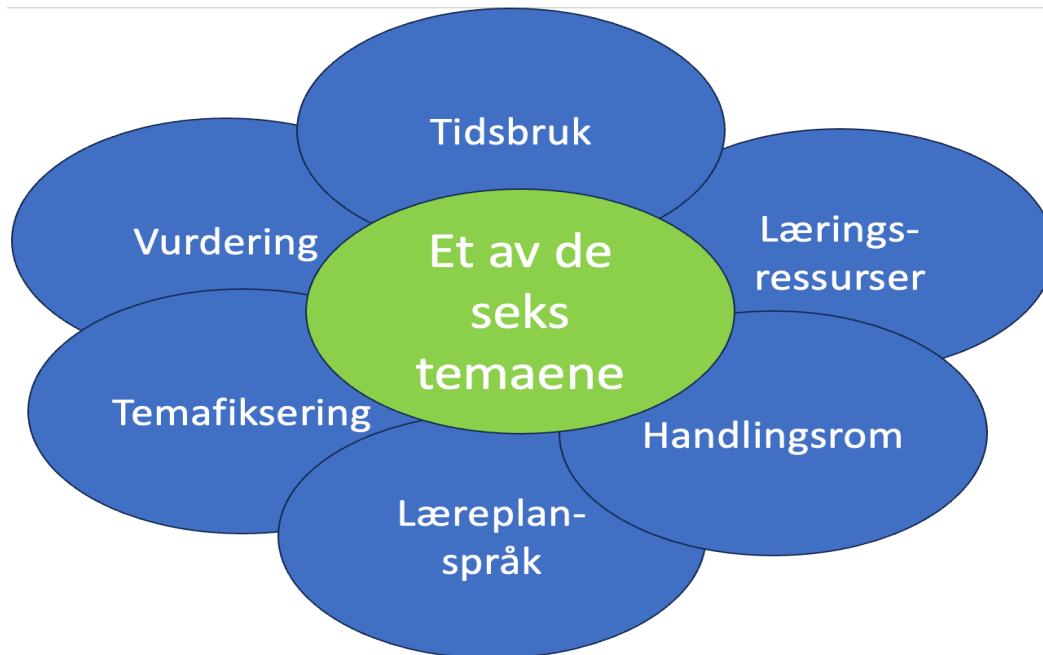 Tidsbruk
Vurdering
Lærings-
ressurser
Et av de
seks
temaene
Temafiksering
Handlingsrom
Læreplan-
språk